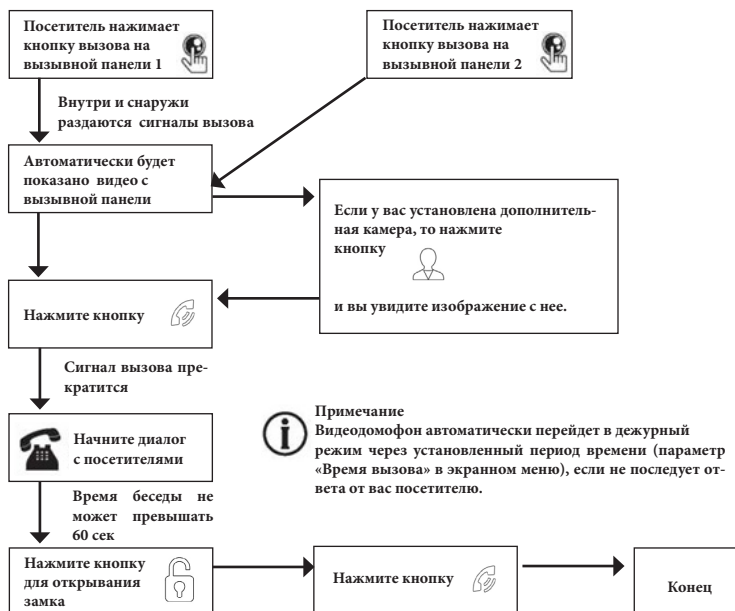 Посетитель нажимает
кнопку вызова на
вызывной панели 1
Посетитель нажимает
кнопку вызова на
вызывной панели 2
Внутри и снаружи
раздаются сигналы вызова
Автоматически будет
показано видео с
вызывной панели
Если у вас установлена дополнитель-
ная камера, то нажмите
кнопку
и вы увидите изображение с нее.
Нажмите кнопку
Сигнал вызова пре-
кратится
Начните диалог
с посетителями
Примечание
Видеодомофон автоматически перейдет в дежурный
режим через установленный период времени (параметр
«Время вызова» в экранном меню), если не последует от-
вета от вас посетителю.
Время беседы не
может превышать
60 сек
Нажмите кнопку
для открывания
замка
Нажмите кнопку
Конец